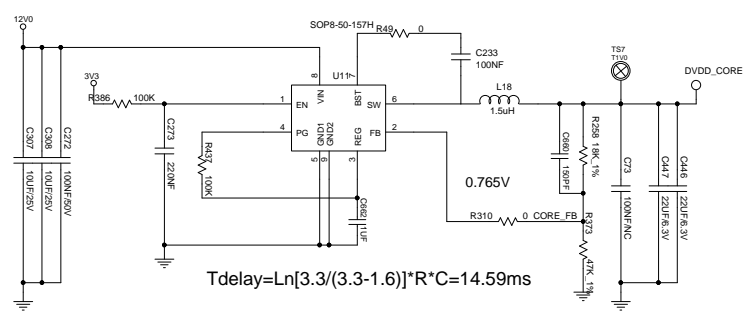 12V0
SOP8-50-157H
R49 0
C233
100NF
TS7
T1V0
DVDD_CORE
3V3
R386 100K
U11
8
7
VIN
BST
L18
1.5uH
1 EN
SW 6
4 PG
FB 2
GND1
GND2
REG
5
9
3
C307
10UF/25V
C308
10UF/25V
C272
100NF/50V
C273
220NF
R437
100K
C662
1UF
0.765V
C660
150PF
R258 18K_1%
C73
100NF/NC
C447
22UF/6.3V
C446
22UF/6.3V
R310 0 CORE_FB
R373
47K_1%
Tdelay=Ln[3.3/(3.3-1.6)]*R*C=14.59ms